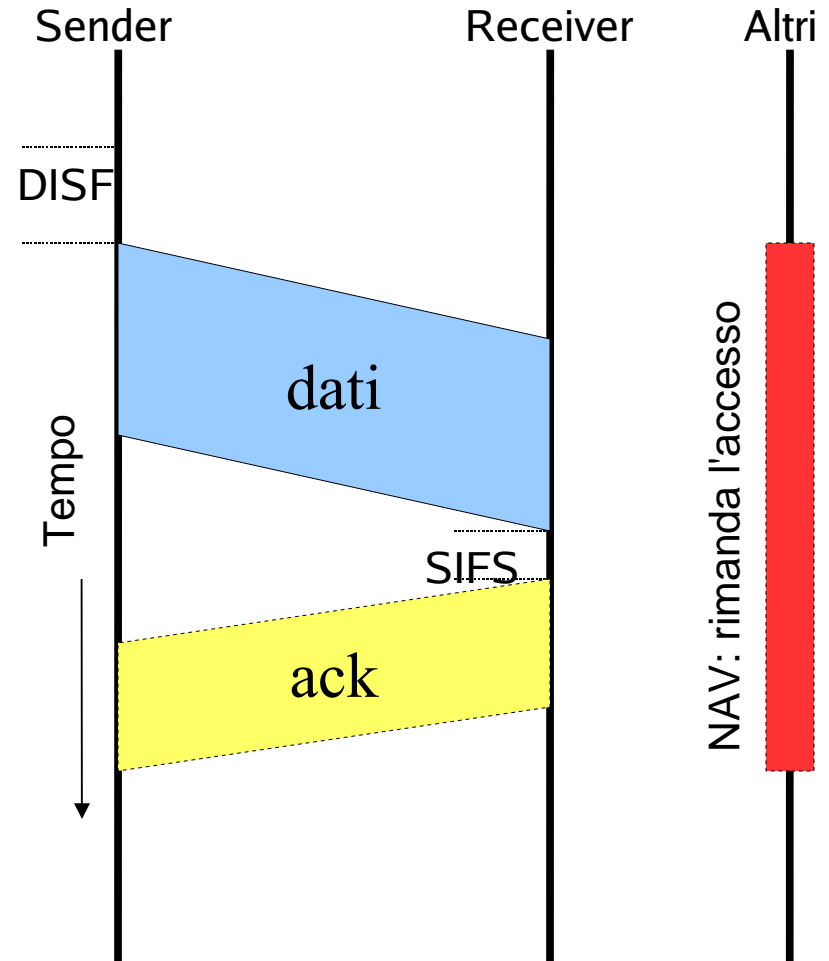 Sender
Receiver
Altri
DISF
dati
Tempo
NAV: rimanda l'accesso
SIFS
ack